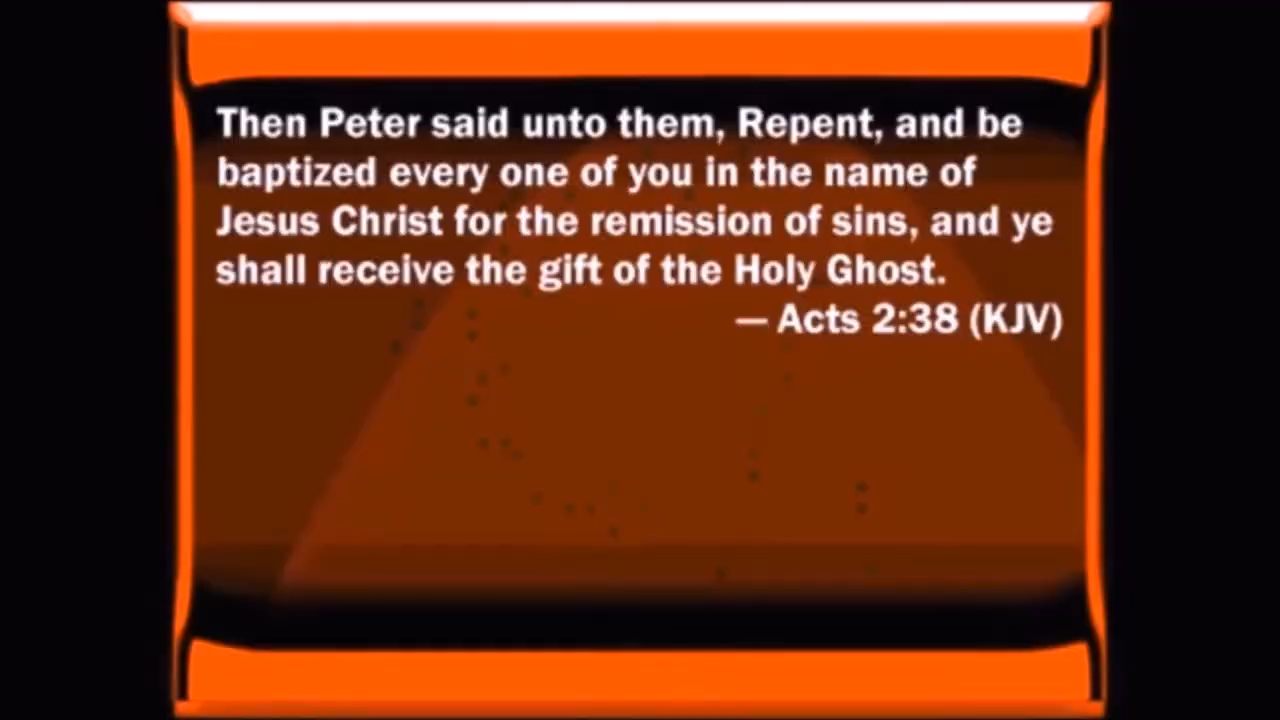 Then Peter said unto them, Repent, and be
baptized every one of you in the name of
Jesus Christ for the remission of sins, and ye
shall receive the gift of the Holy Ghost.
— Acts 2:38 (KJV)